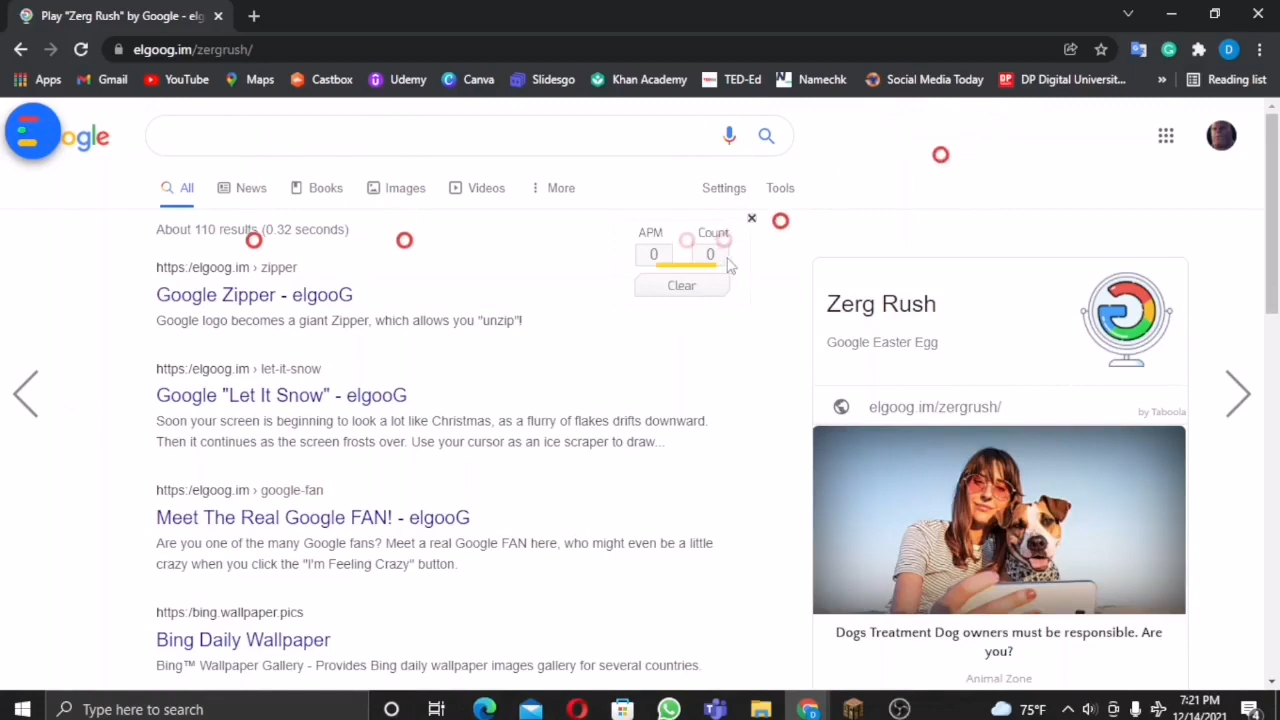 Play "Zerg Rush" by Google - elg
elgoog.im/zergrush/
D
Apps Gmail YouTube Maps Castbox Udemy Canva Slidesgo Khan Academy TED-Ed Namechk Social Media Today DP DP Digital Universit... » Reading list
ogle
All News Books Images Videos More Settings Tools
About 110 results (0.32 seconds)
APM Count
0 0
Clear
https:/elgoog.im › zipper
Google Zipper - elgooG
Google logo becomes a giant Zipper, which allows you "unzip"!
https:/elgoog.im › let-it-snow
Google "Let It Snow" - elgooG
Soon your screen is beginning to look a lot like Christmas, as a flurry of flakes drifts downward.
Then it continues as the screen frosts over. Use your cursor as an ice scraper to draw...
https:/elgoog.im › google-fan
Meet The Real Google FAN! - elgooG
Are you one of the many Google fans? Meet a real Google FAN here, who might even be a little
crazy when you click the "I'm Feeling Crazy" button.
https:/bing.wallpaper.pics
Bing Daily Wallpaper
Bing™ Wallpaper Gallery - Provides Bing daily wallpaper images gallery for several countries.
Zerg Rush
Google Easter Egg
elgoog.im/zergrush/
by Taboola
Dogs Treatment Dog owners must be responsible. Are
you?
Animal Zone
Type here to search
75°F
7:21 PM
12/14/2021
4